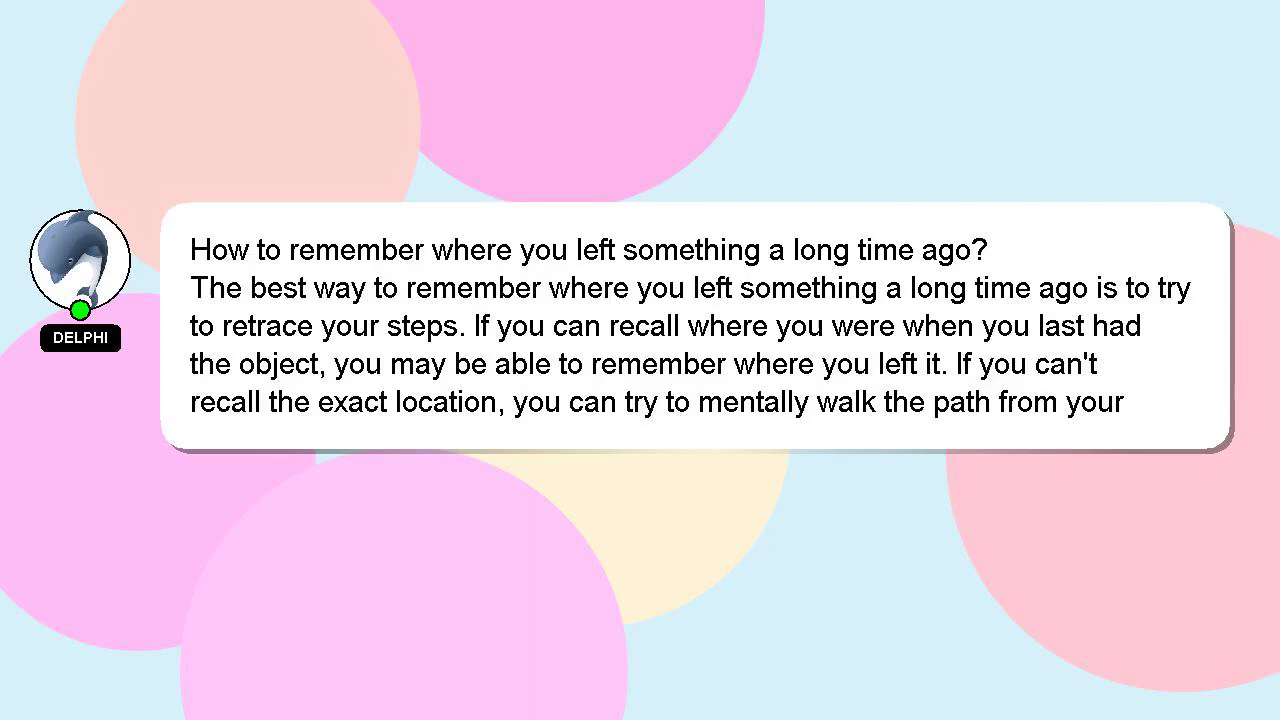 How to remember where you left something a long time ago?
The best way to remember where you left something a long time ago is to try
to retrace your steps. If you can recall where you were when you last had
the object, you may be able to remember where you left it. If you can't
recall the exact location, you can try to mentally walk the path from your
DELPHI